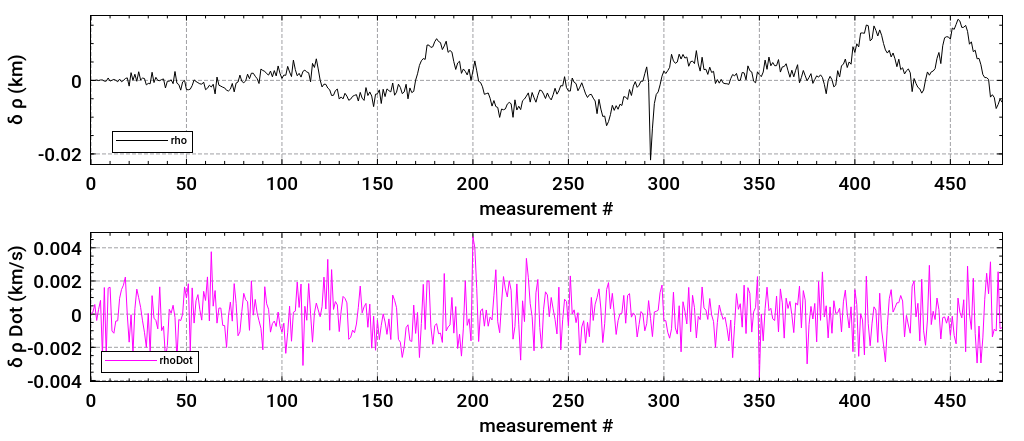 δ ρ (km)
0
-0.02
rho
0 50 100 150 200 250 300 350 400 450
measurement #
δ ρ Dot (km/s)
0.004
0.002
0
-0.002
-0.004
rhoDot
0 50 100 150 200 250 300 350 400 450
measurement #